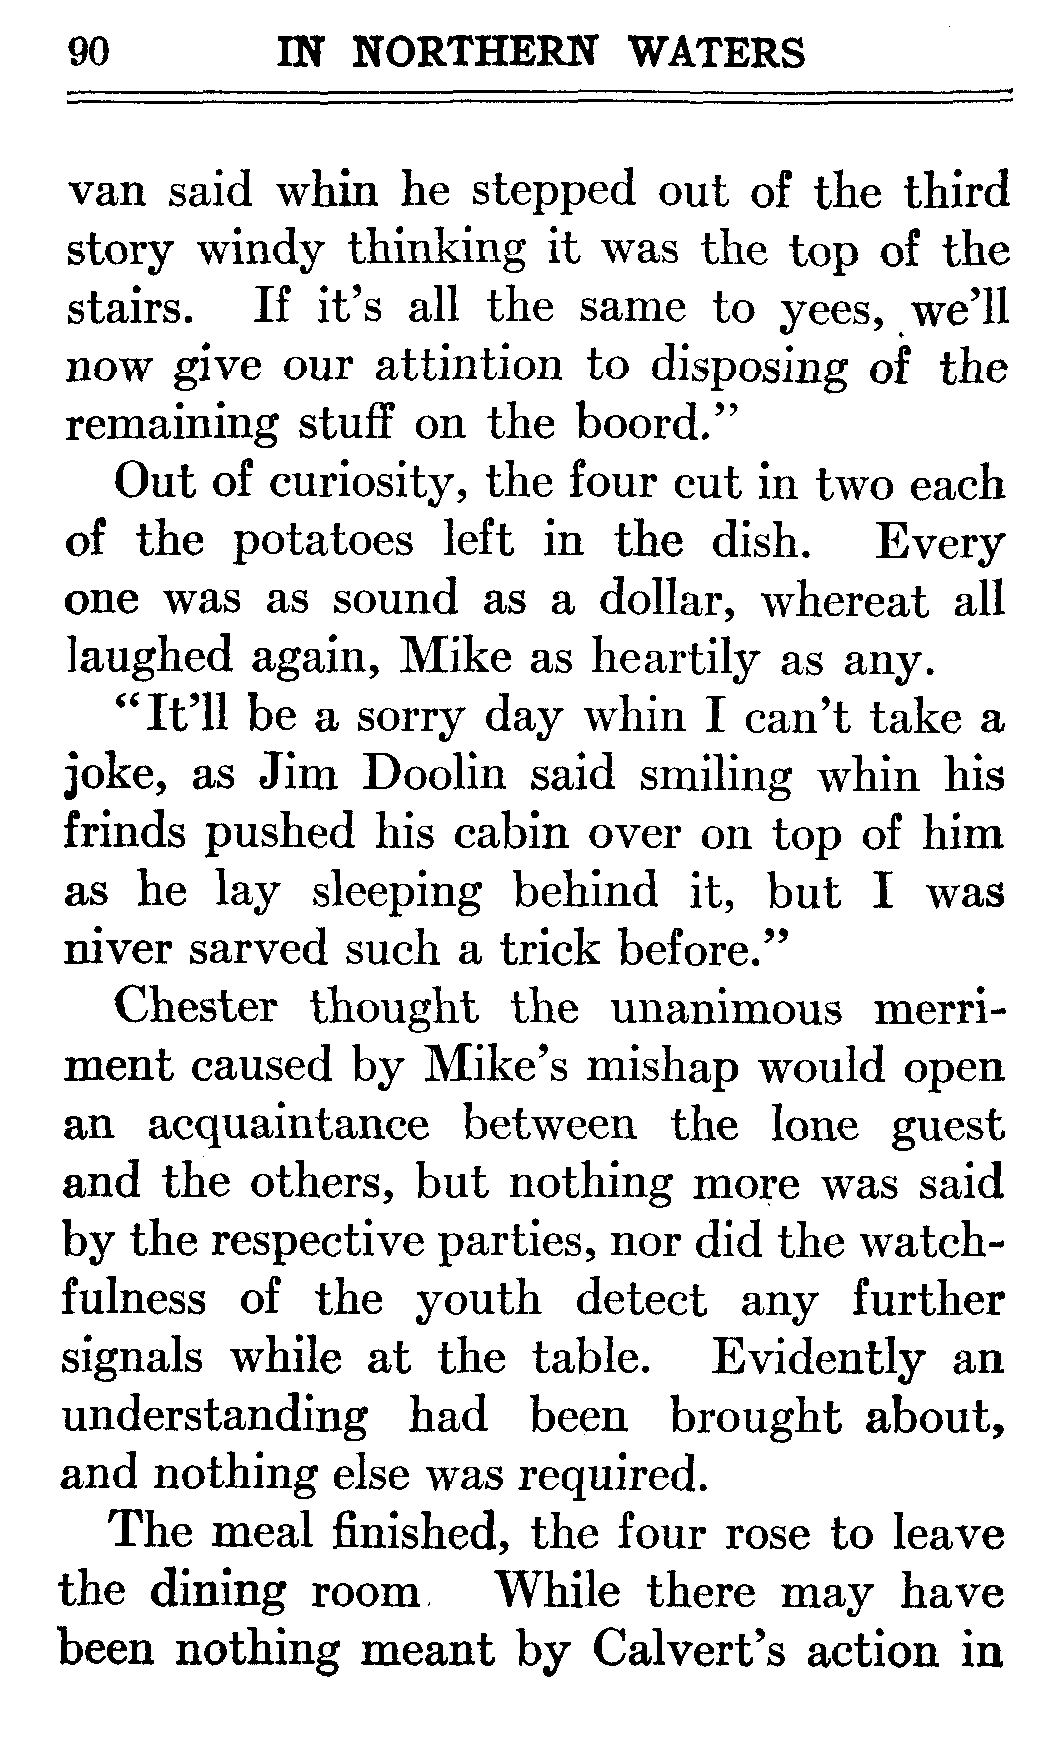 90 IN NORTHERN WATERS
van said whin he stepped out of the third
story windy thinking it was the top of the
stairs. If it's all the same to yees, we'll
now give our attintion to disposing of the
remaining stuff on the boord."
Out of curiosity, the four cut in two each
of the potatoes left in the dish. Every
one was as sound as a dollar, whereat all
laughed again, Mike as heartily as any.
"It'll be a sorry day whin I can't take a
joke, as Jim Doolin said smiling whin his
frinds pushed his cabin over on top of him
as he lay sleeping behind it, but I was
niver sarved such a trick before."
Chester thought the unanimous merri-
ment caused by Mike's mishap would open
an acquaintance between the lone guest
and the others, but nothing more was said
by the respective parties, nor did the watch-
fulness of the youth detect any further
signals while at the table. Evidently an
understanding had been brought about,
and nothing else was required.
The meal finished, the four rose to leave
the dining room. While there may have
been nothing meant by Calvert's action in